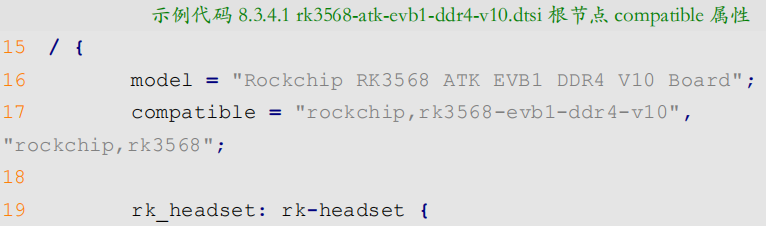 示例代码 8.3.4.1 rk3568-atk-evb1-ddr4-v10.dtsi 根节点 compatible 属性
15 / {
16 model = "Rockchip RK3568 ATK EVB1 DDR4 V10 Board";
17 compatible = "rockchip,rk3568-evb1-ddr4-v10",
"rockchip,rk3568";
18
19 rk_headset: rk-headset {